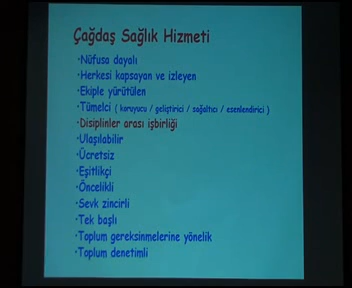 Çağdaş Sağlık Hizmeti
•Nüfusa dayalı
•Herkesi kapsayan ve izleyen
•Ekiple yürütülen
•Tümelci ( koruyucu / geliştirici / sağaltıcı / esenlendirici )
•Disiplinler arası işbirliği
•Ulaşılabilir
•Ücretsiz
•Eşitlikçi
•Öncelikli
•Sevk zincirli
•Tek başlı
•Toplum gereksinmelerine yönelik
•Toplum denetimli